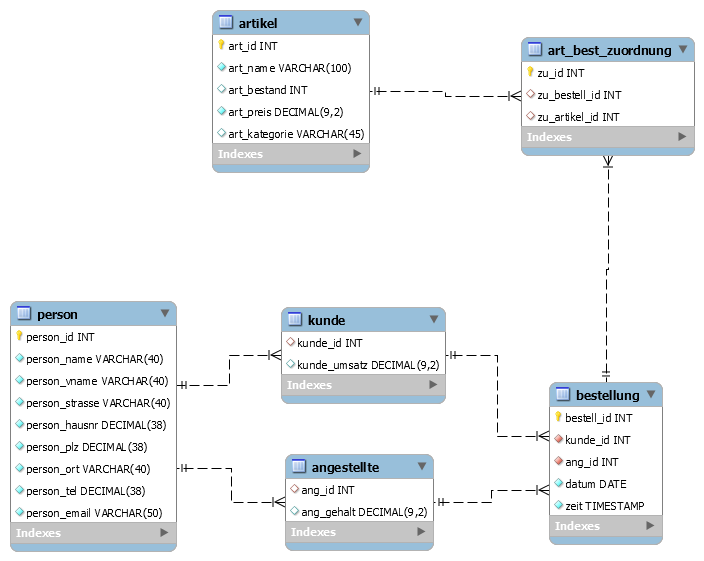 artikel
art_id INT
art_name VARCHAR(100)
art_bestand INT
art_preis DECIMAL(9,2)
art_kategorie VARCHAR(45)
Indexes
art_best_zuordnung
zu_id INT
zu_bestell_id INT
zu_artikel_id INT
Indexes
person
person_id INT
person_name VARCHAR(40)
person_vname VARCHAR(40)
person_strasse VARCHAR(40)
person_hausnr DECIMAL(38)
person_plz DECIMAL(38)
person_ort VARCHAR(40)
person_tel DECIMAL(38)
person_email VARCHAR(50)
Indexes
kunde
kunde_id INT
kunde_umsatz DECIMAL(9,2)
Indexes
angestellte
ang_id INT
ang_gehalt DECIMAL(9,2)
Indexes
bestellung
bestell_id INT
kunde_id INT
ang_id INT
datum DATE
zeit TIMESTAMP
Indexes